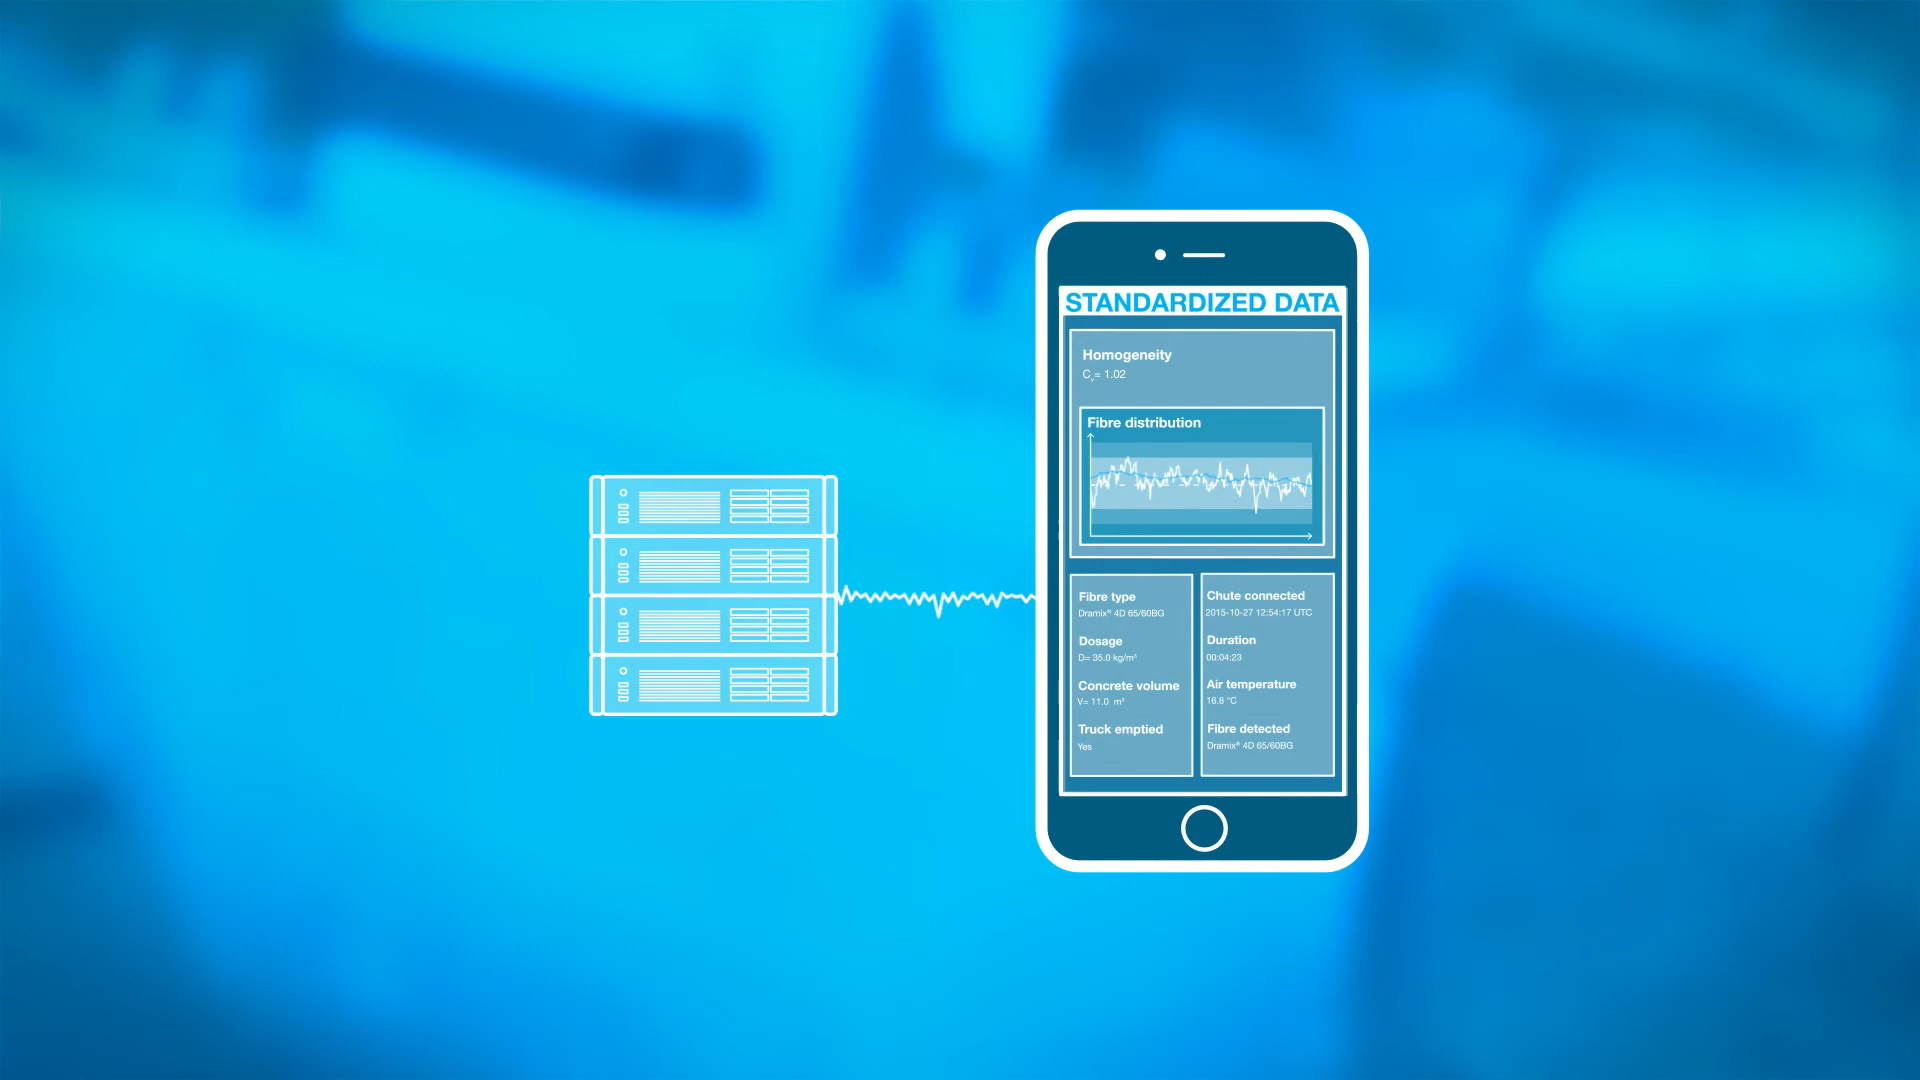 STANDARDIZED DATA
Homogeneity
Cv= 1.02
Fibre distribution
Fibre type
Dramix® 4D 65/60BG
Dosage
D= 35.0 kg/m³
Concrete volume
V= 11.0 m³
Truck emptied
Yes
Chute connected
2015-10-27 12:54:17 UTC
Duration
00:04:23
Air temperature
16.8 °C
Fibre detected
Dramix® 4D 65/60BG